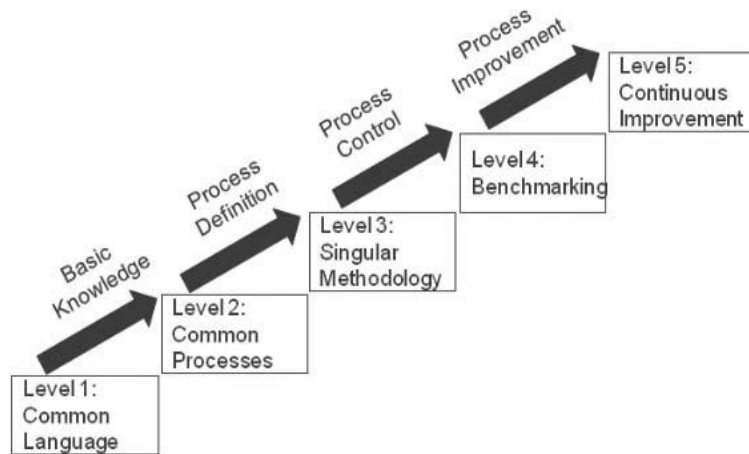 Process
Improvement
Level 5:
Continuous
Improvement
Process
Control
Level 4:
Benchmarking
Process
Definition
Level 3:
Singular
Methodology
Basic
Knowledge
Level 2:
Common
Processes
Level 1:
Common
Language